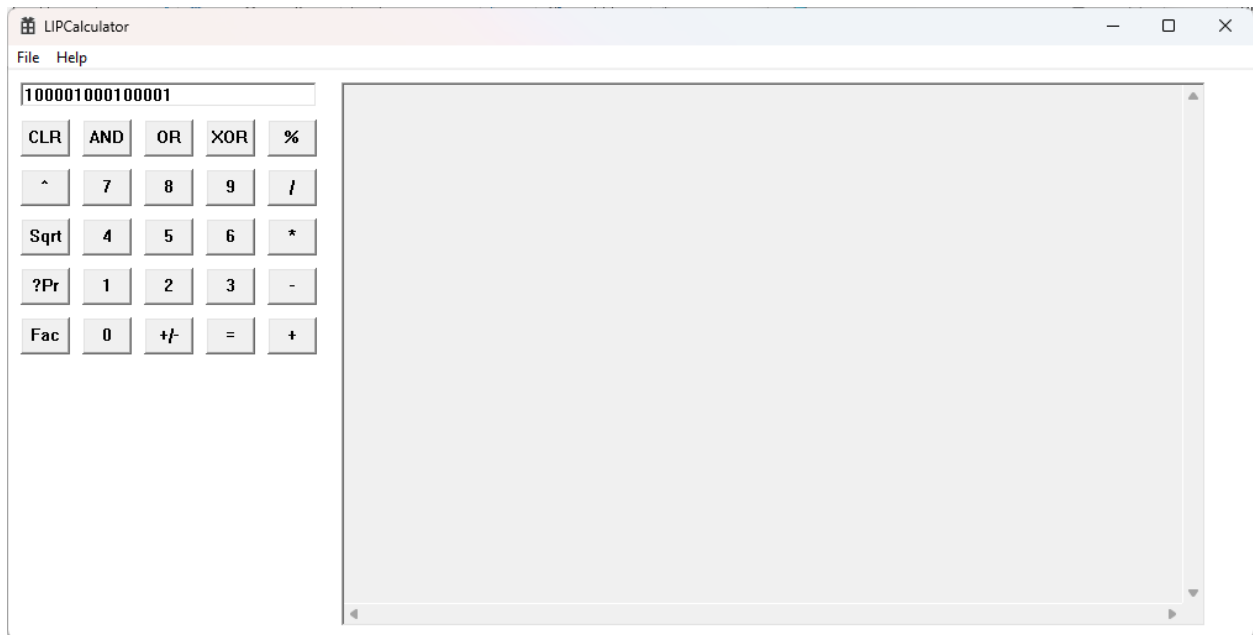 LIPCalculator
File Help
100001000100001
CLR AND OR XOR %
^ 7 8 9 /
Sqrt 4 5 6 *
?Pr 1 2 3 -
Fac 0 +/- = +